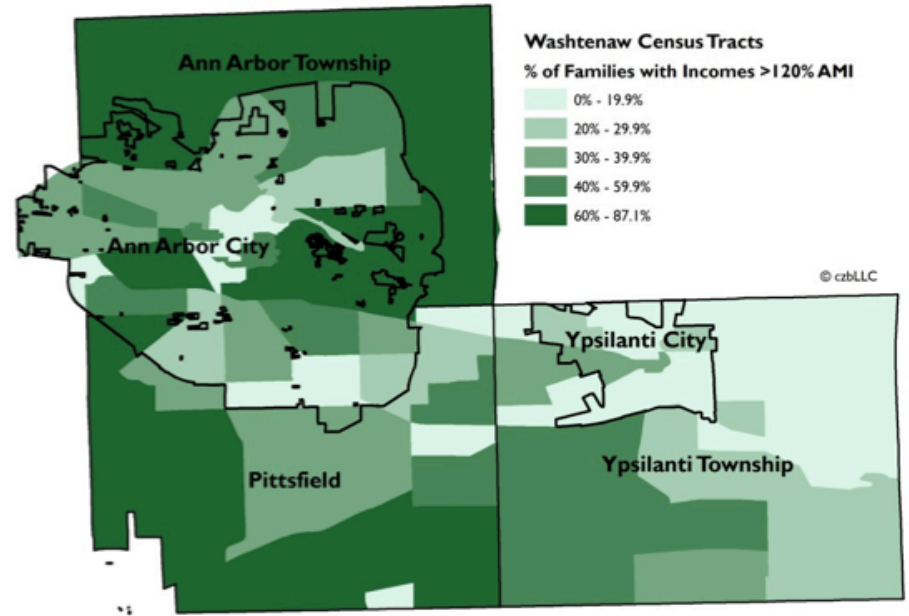 Washtenaw Census Tracts
% of Families with Incomes >120% AMI
0% - 19.9%
20% - 29.9%
30% - 39.9%
40% - 59.9%
60% - 87.1%
© czbLLC
Ann Arbor Township
Ann Arbor City
Ypsilanti City
Pittsfield
Ypsilanti Township